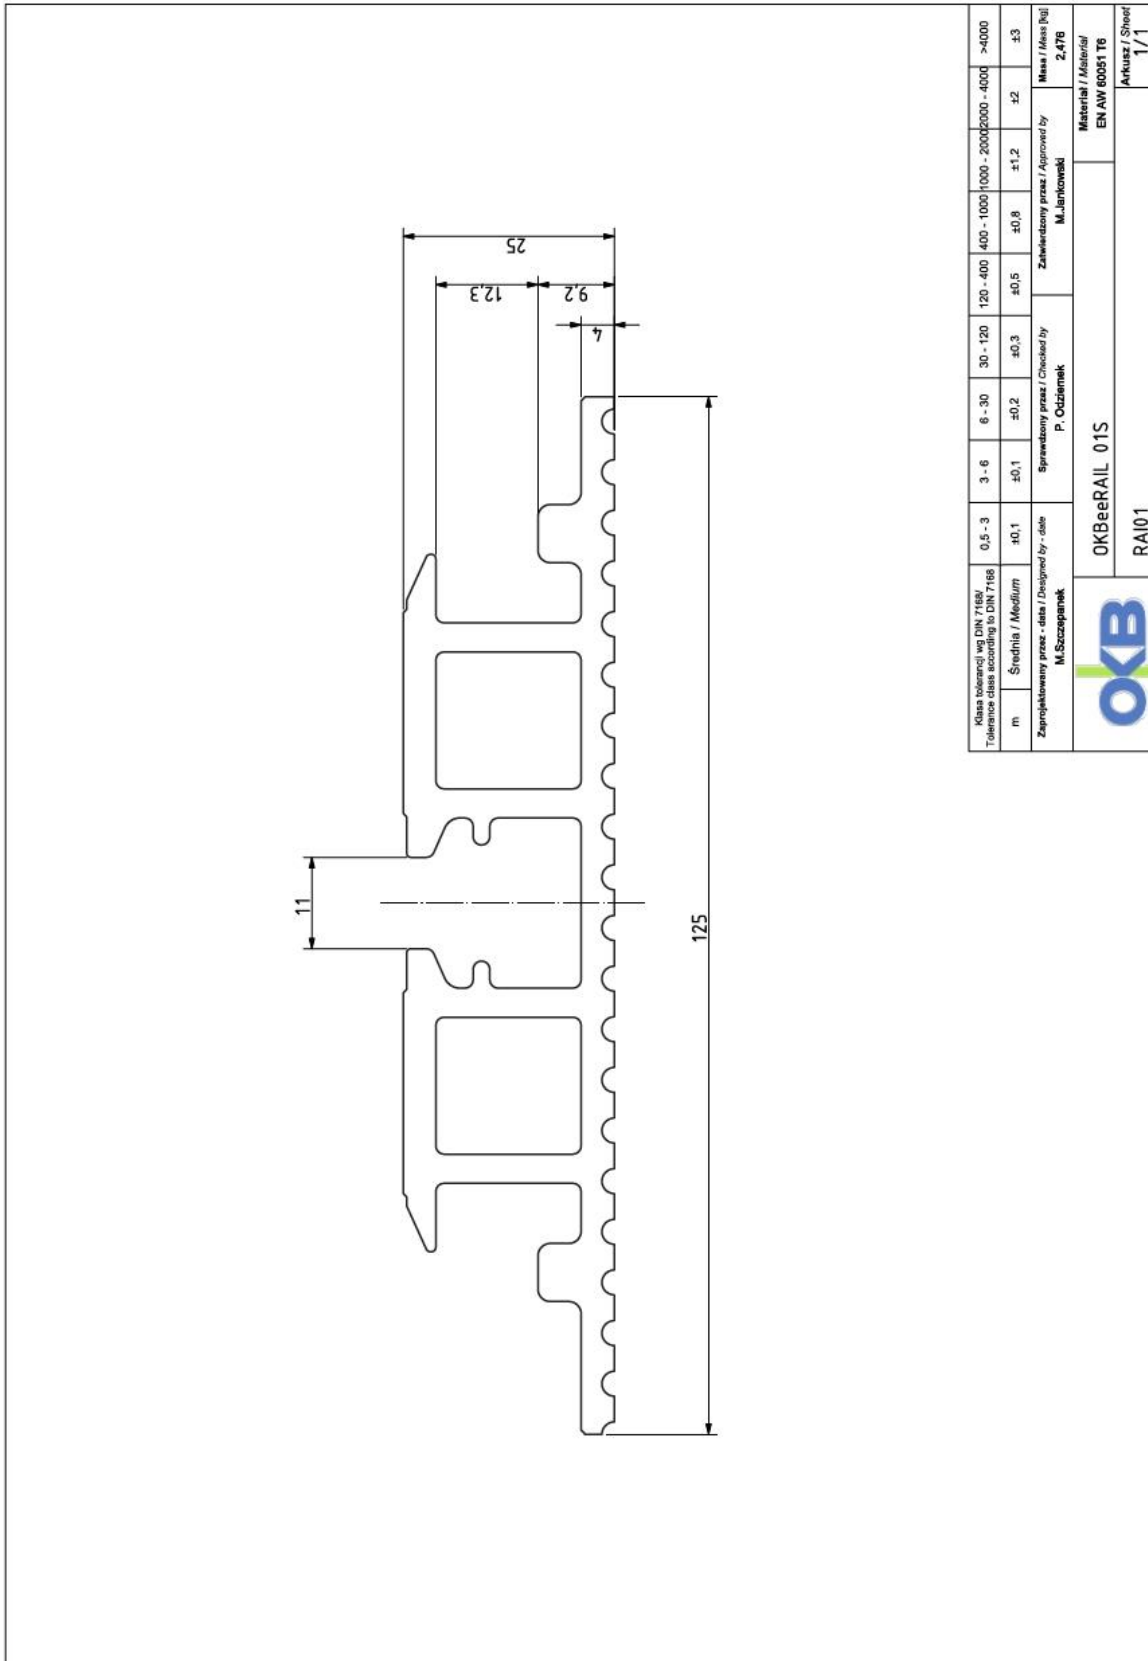 25
12,3
9,2
4
11
125
Klasa tolerancji wg DIN 7168/
Tolerance class according to DIN 7168
0,5 - 3
3 - 6
6 - 30
30 - 120
120 - 400
400 - 1000
1000 - 2000
2000 - 4000
>4000
m
Średnia / Medium
±0,1
±0,1
±0,2
±0,3
±0,5
±0,8
±1,2
±2
±3
Zaprojektowany przez - data / Designed by - date
M.Szczepanek
Sprawdzony przez / Checked by
P. Odziemek
Zatwierdzony przez / Approved by
M.Jankowski
Masa / Mass [kg]
2,476
OKB
OKBeeRAIL 01S
Materiał / Material
EN AW 60051 T6
RAI01
Arkusz / Sheet
1/1